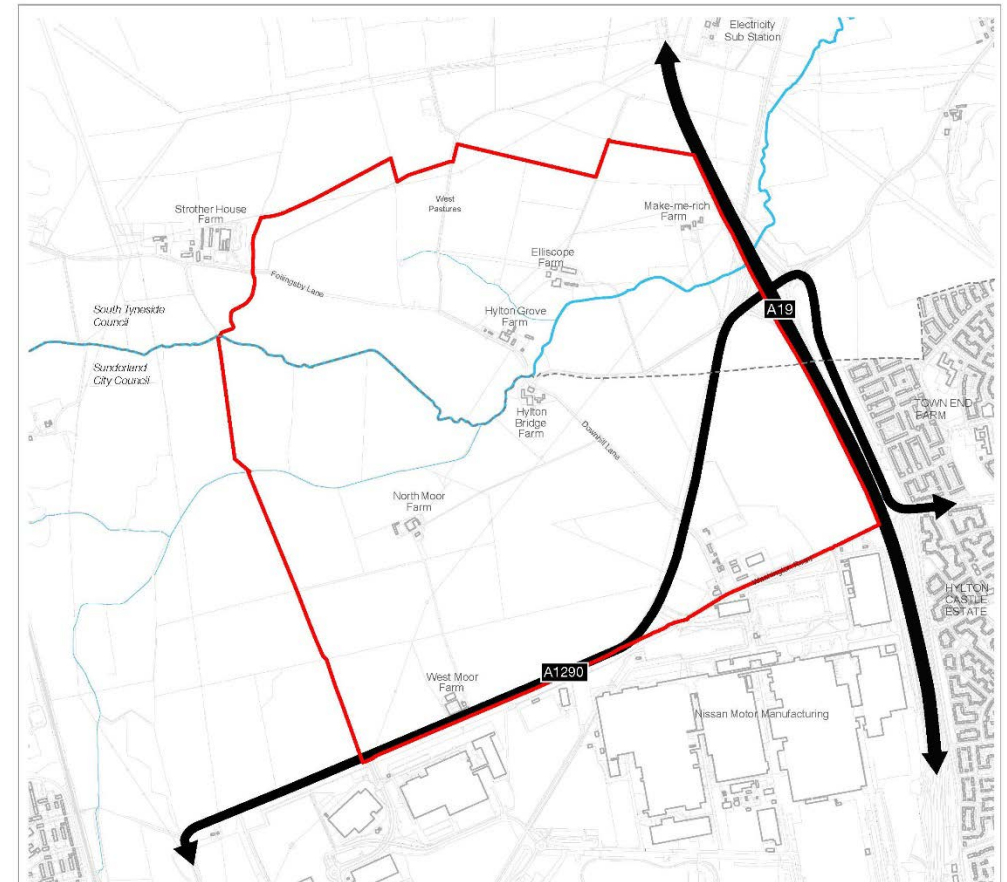 Electricity
Sub Station
Strother House
Farm
West
Pastures
Make-me-rich
Farm
Elliscope
Farm
Follingsby Lane
South Tyneside
Council
Hylton Grove
Farm
A19
Sunderland
City Council
Hylton
Bridge
Farm
TOWN END
FARM
Downhill Lane
North Moor
Farm
HYLTON
CASTLE
ESTATE
West Moor
Farm
A1290
Nissan Motor Manufacturing